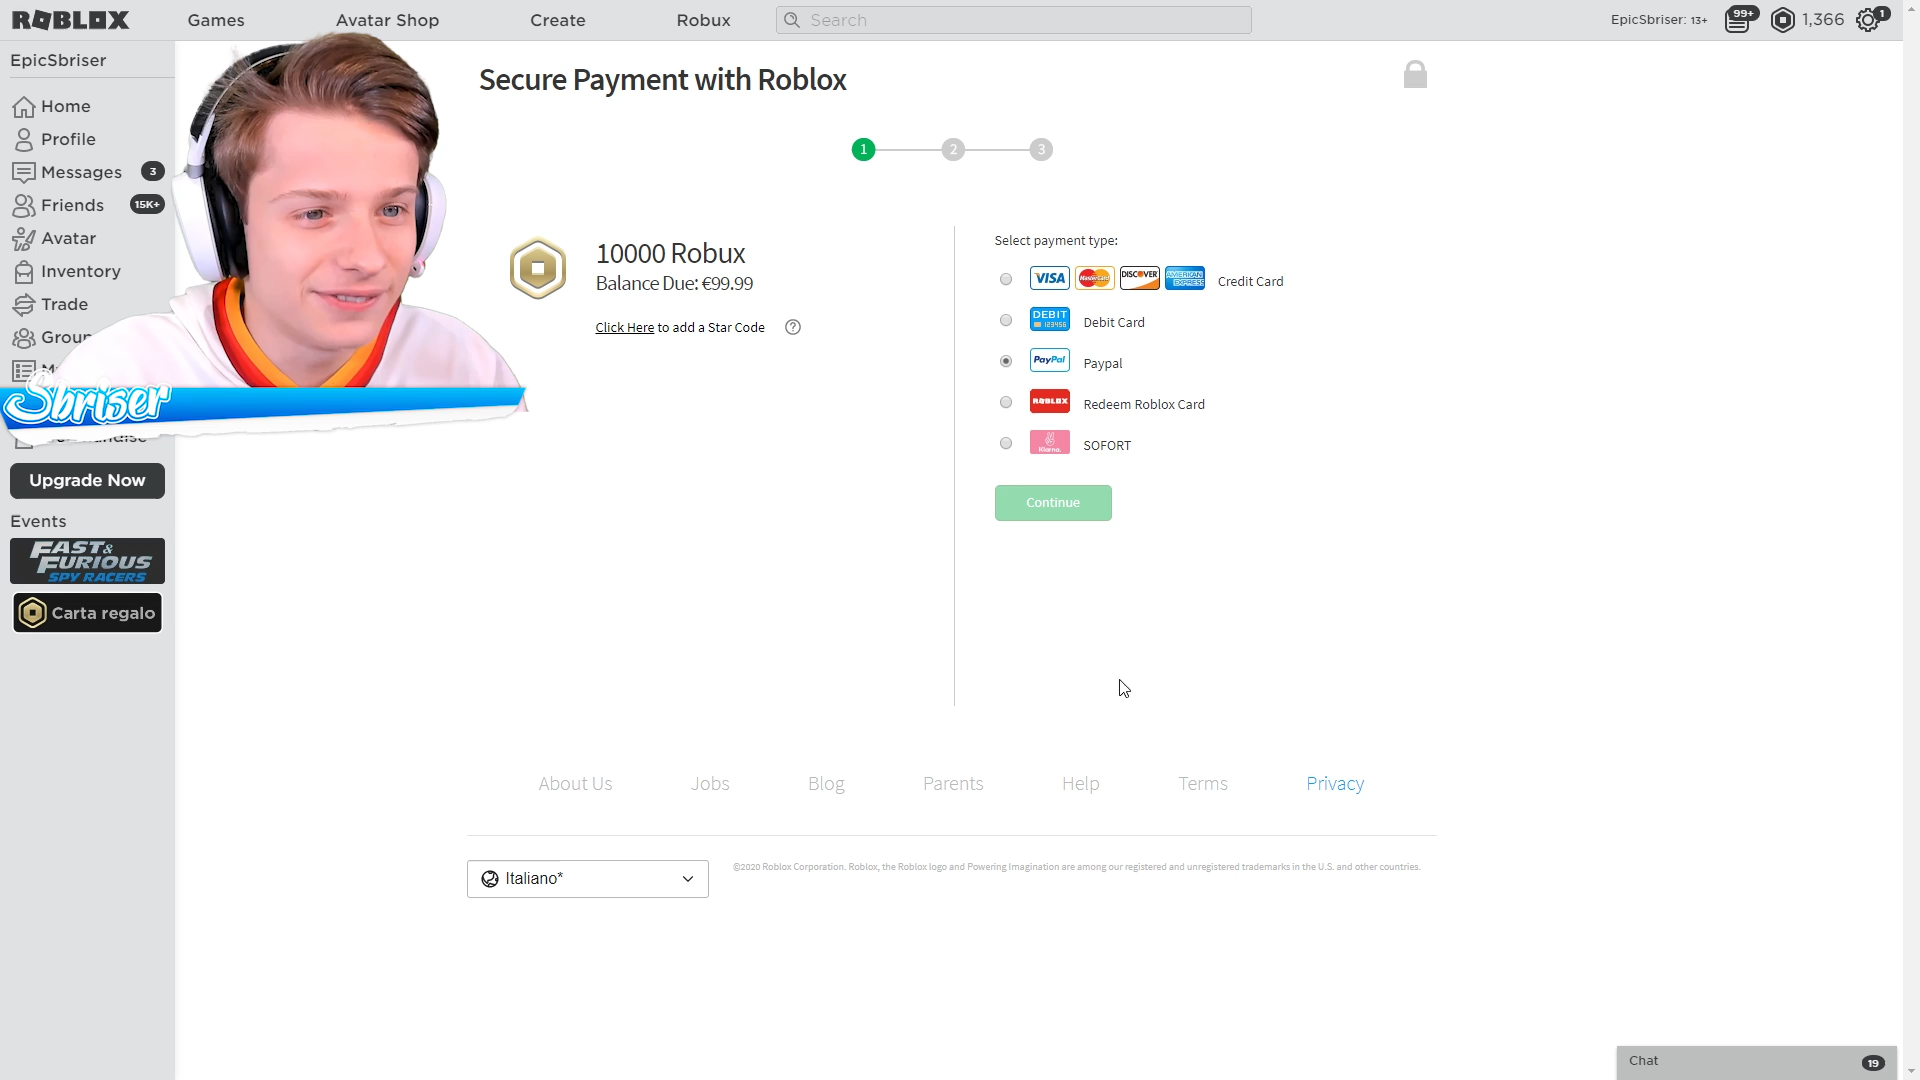 ROBLOX
Games
Avatar Shop
Create
Robux
Search
EpicSbriser: 13+
99+
1,366
1
EpicSbriser
Home
Profile
Messages
3
Friends
15K+
Avatar
Inventory
Trade
Sbriser
Upgrade Now
Events
FAST &
FURIOUS
SPY RACERS
Carta regalo
Secure Payment with Roblox
1
2
3
10000 Robux
Balance Due: €99.99
Click Here to add a Star Code
?
Select payment type:
VISA
MasterCard
DISCOVER
AMERICAN EXPRESS
Credit Card
DEBIT
123456
Debit Card
PayPal
Paypal
ROBLOX
Redeem Roblox Card
Klarna.
SOFORT
Continue
About Us
Jobs
Blog
Parents
Help
Terms
Privacy
Italiano*
©2020 Roblox Corporation. Roblox, the Roblox logo and Powering Imagination are among our registered and unregistered trademarks in the U.S. and other countries.
Chat
19